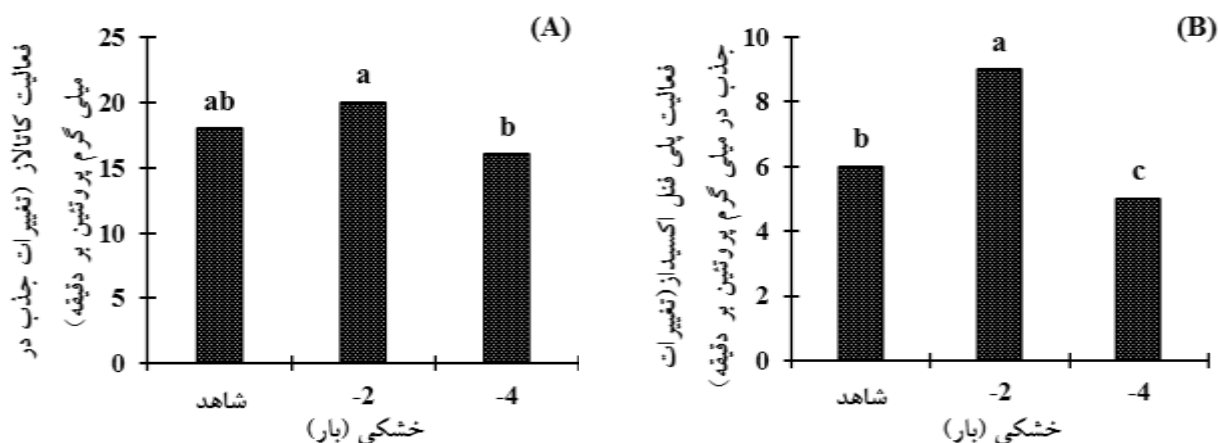 (A)
فعالیت کاتالاز (تغییرات جذب در
میلی گرم پروتئین بر دقیقه)
25
20
15
10
5
0
ab
a
b
شاهد
-2
-4
خشکی (بار)
(B)
فعالیت پلی فنل اکسیداز(تغییرات
جذب در میلی گرم پروتئین بر دقیقه)
10
8
6
4
2
0
b
a
c
شاهد
-2
-4
خشکی (بار)